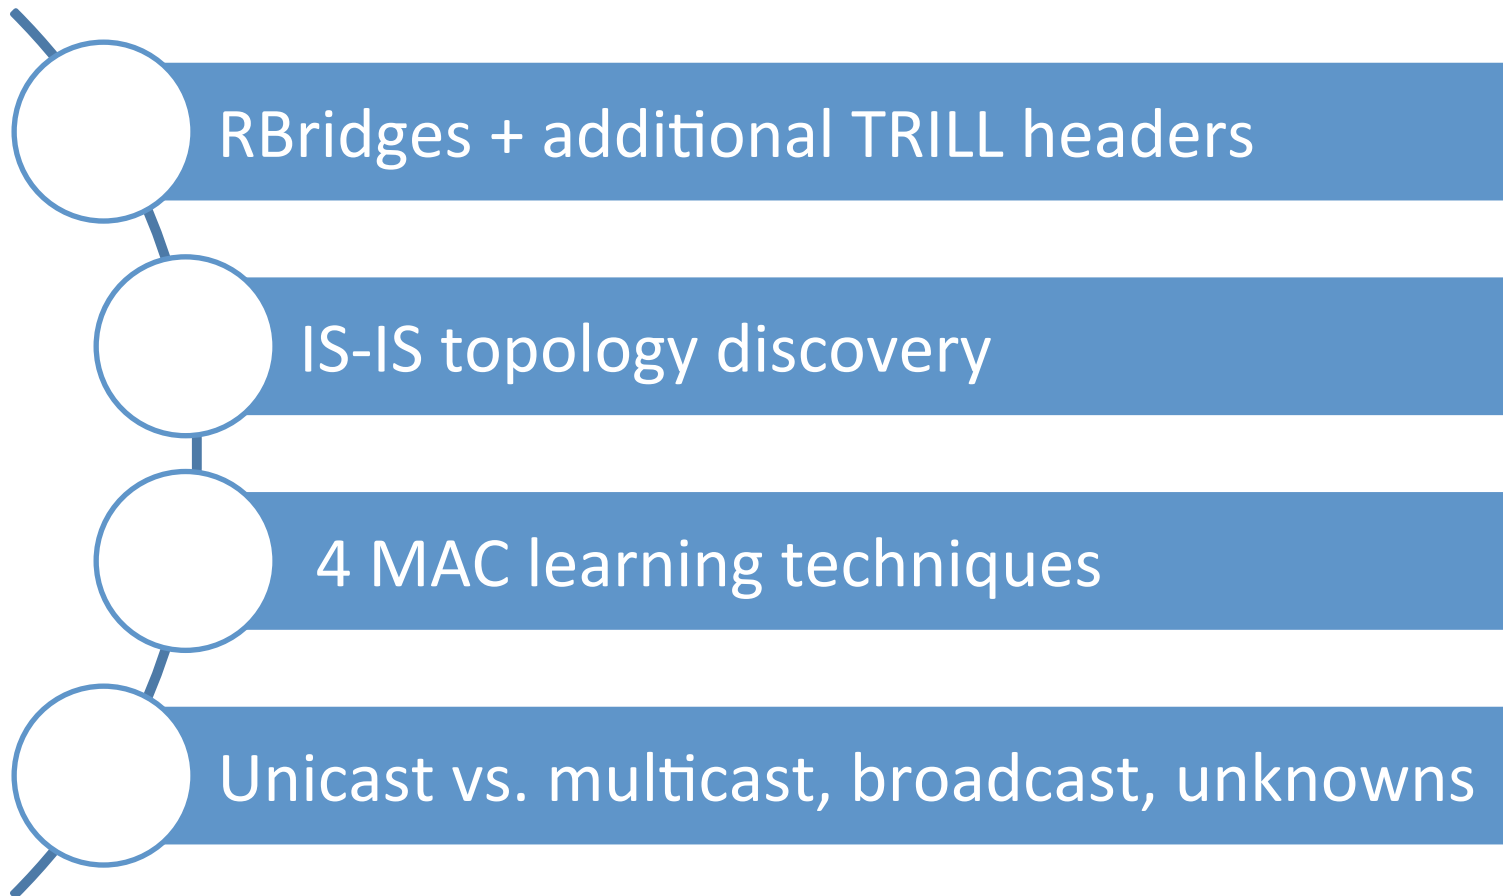 RBridges + additional TRILL headers
IS-IS topology discovery
4 MAC learning techniques
Unicast vs. multicast, broadcast, unknowns